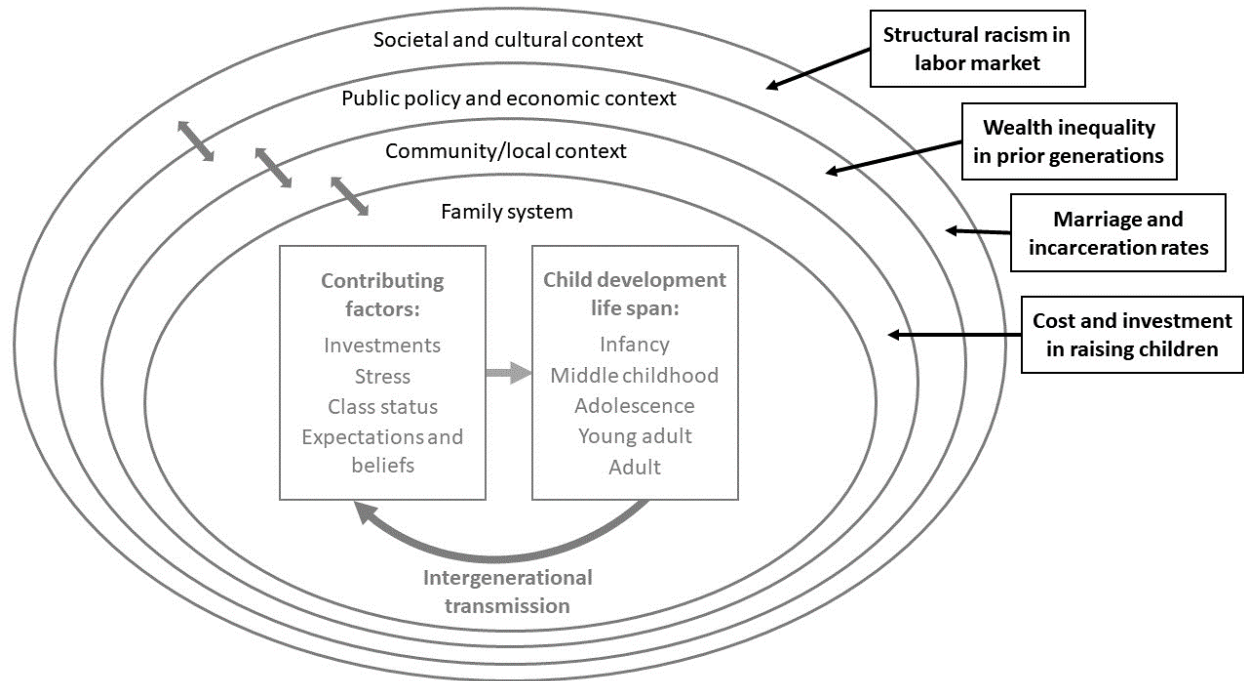 Societal and cultural context
Public policy and economic context
Community/local context
Family system
Contributing
factors:
Investments
Stress
Class status
Expectations and
beliefs
Child development
life span:
Infancy
Middle childhood
Adolescence
Young adult
Adult
Intergenerational
transmission
Structural racism in
labor market
Wealth inequality
in prior generations
Marriage and
incarceration rates
Cost and investment
in raising children